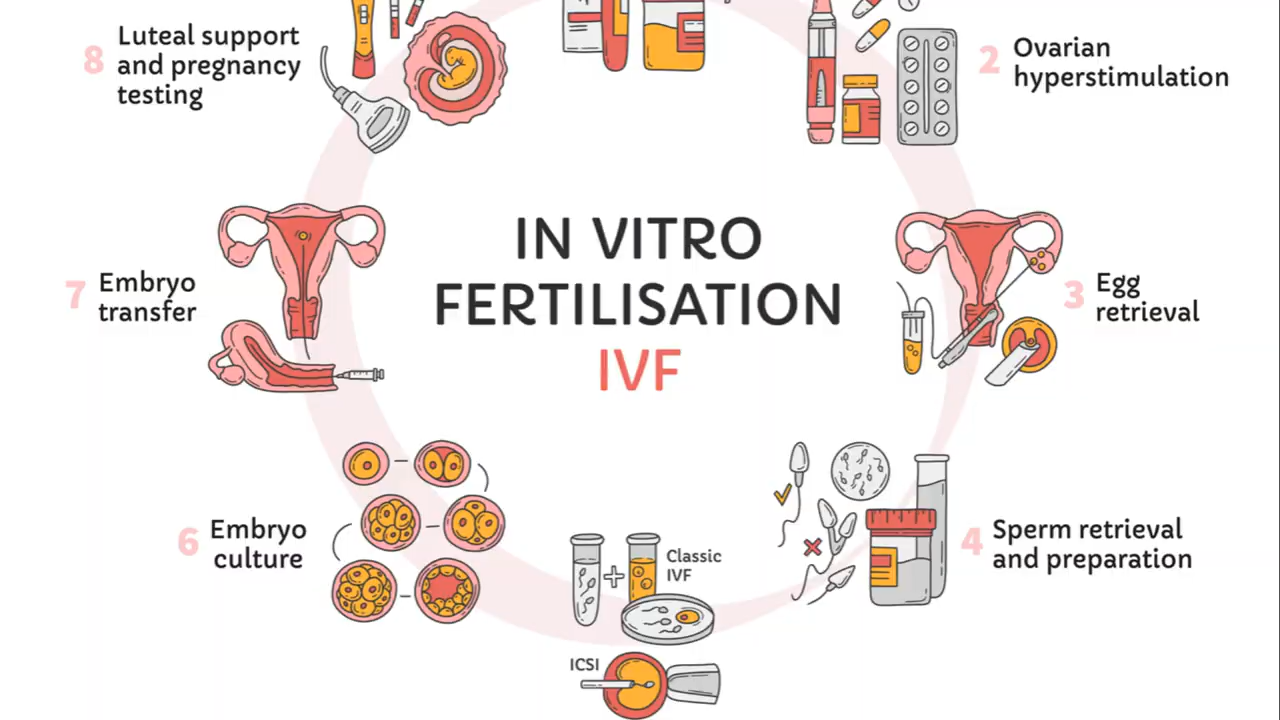 IN VITRO
FERTILISATION
IVF
2
Ovarian
hyperstimulation
3
Egg
retrieval
4
Sperm retrieval
and preparation
Classic
IVF
ICSI
6
Embryo
culture
7
Embryo
transfer
8
Luteal support
and pregnancy
testing